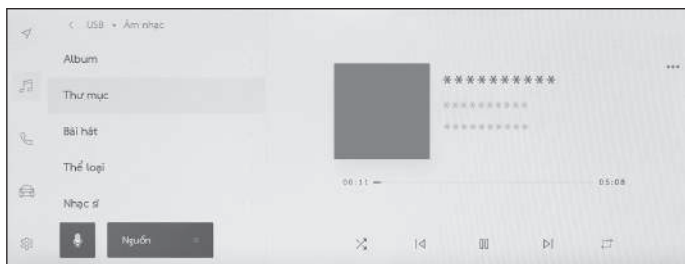 USB • Âm nhạc
Album
Thư mục
Bài hát
Thể loại
Nhạc sĩ
Nguồn
**********
**********
**********
00:11
05:08